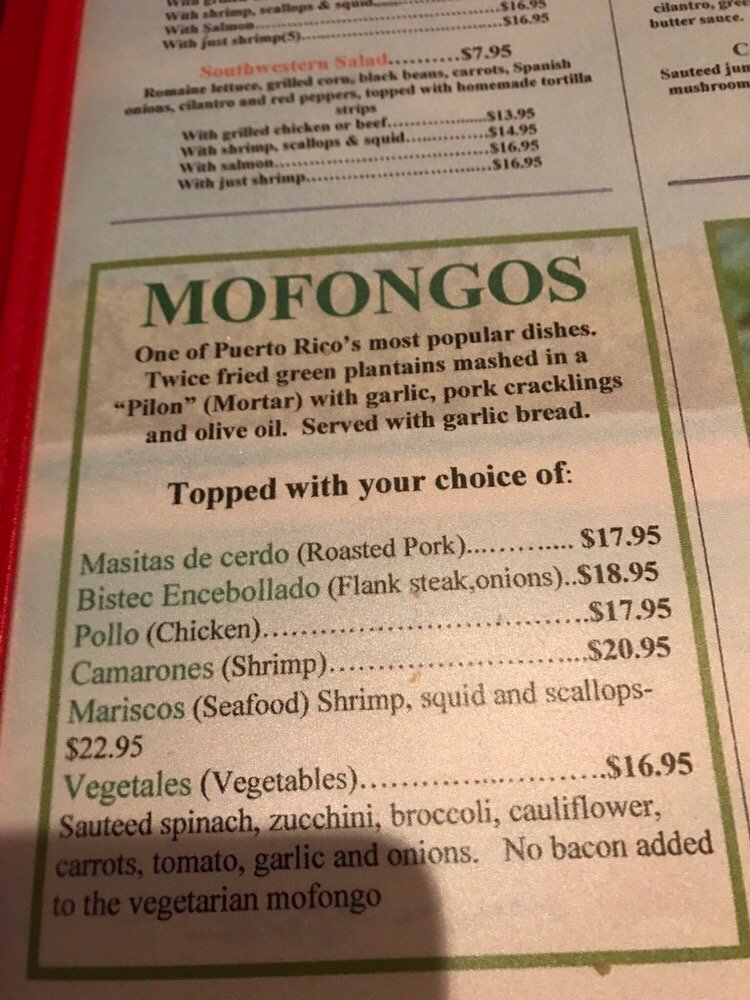 With shrimp, scallops & squid..........$16.95
With Salmon..........$16.95
With just shrimp(5)..........
Southwestern Salad..........$7.95
Romaine lettuce, grilled corn, black beans, carrots, Spanish
onions, cilantro and red peppers, topped with homemade tortilla
strips
With grilled chicken or beef..........$13.95
With shrimp, scallops & squid..........$14.95
With salmon..........$16.95
With just shrimp..........$16.95
cilantro,
butter sauce.
C
Sauteed
mushroom
MOFONGOS
One of Puerto Rico's most popular dishes.
Twice fried green plantains mashed in a
“Pilon” (Mortar) with garlic, pork cracklings
and olive oil. Served with garlic bread.
Topped with your choice of:
Masitas de cerdo (Roasted Pork)............. $17.95
Bistec Encebollado (Flank steak,onions)..$18.95
Pollo (Chicken)..........$17.95
Camarones (Shrimp)..........$20.95
Mariscos (Seafood) Shrimp, squid and scallops-
$22.95
Vegetales (Vegetables)..........$16.95
Sauteed spinach, zucchini, broccoli, cauliflower,
carrots, tomato, garlic and onions. No bacon added
to the vegetarian mofongo